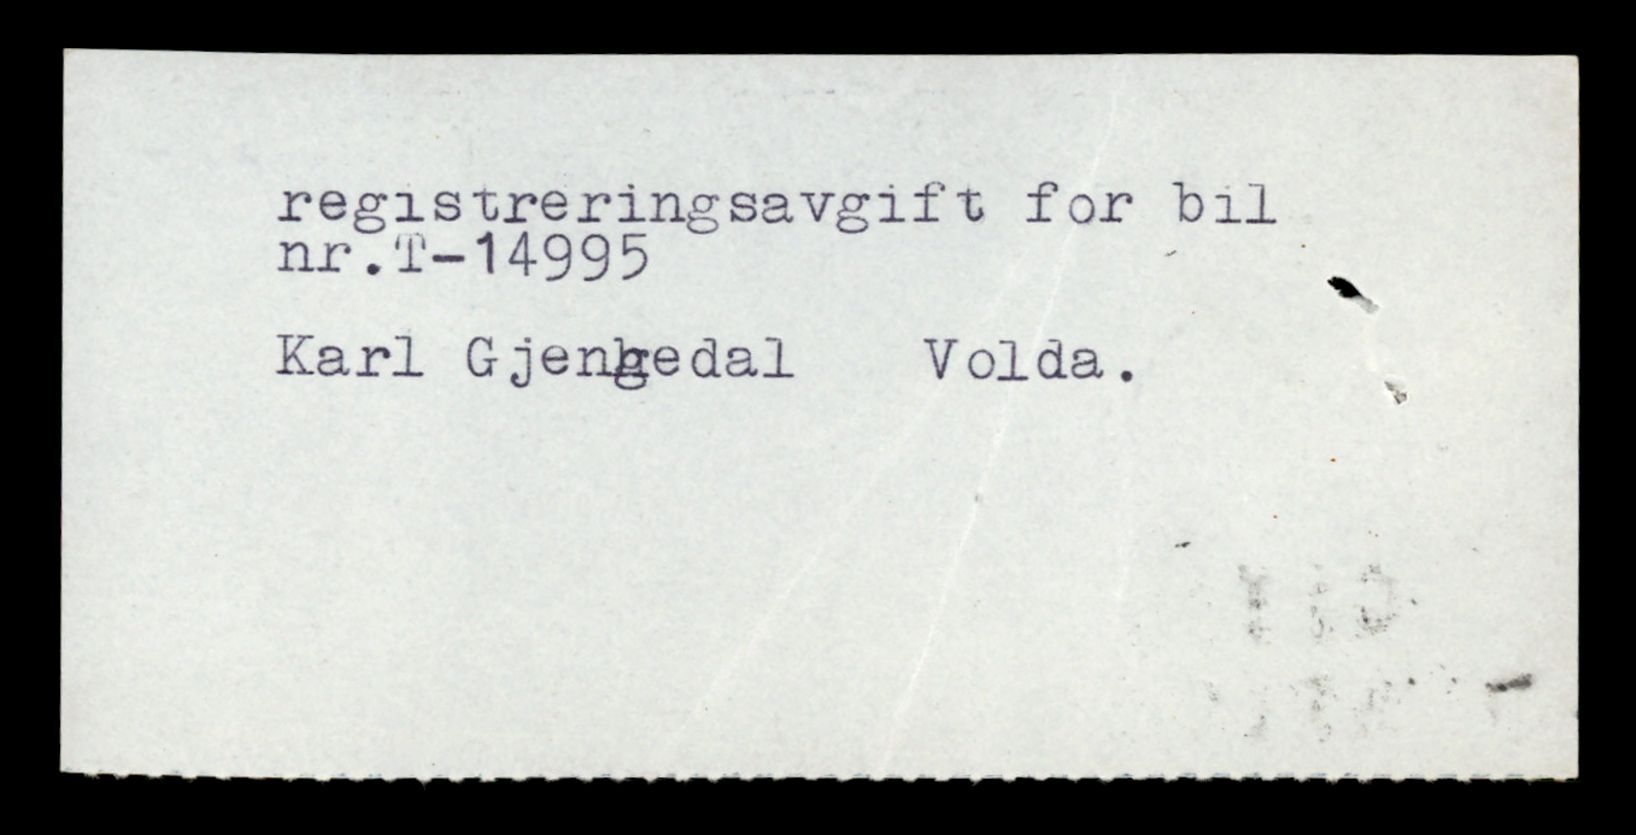 registreringsavgift for bil
nr.T-14995
Karl Gjengedal Volda.